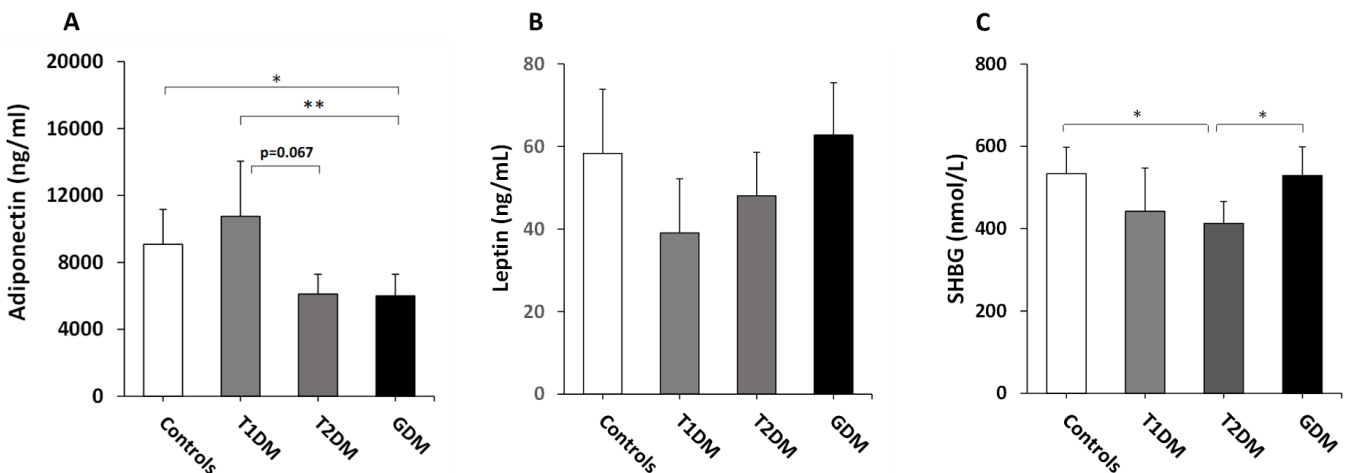 A
Adiponectin (ng/ml)
20000
16000
12000
8000
4000
0
*
**
p=0.067
Controls
T1DM
T2DM
GDM
B
Leptin (ng/mL)
80
60
40
20
0
Controls
T1DM
T2DM
GDM
C
SHBG (nmol/L)
800
600
400
200
0
*
*
Controls
T1DM
T2DM
GDM